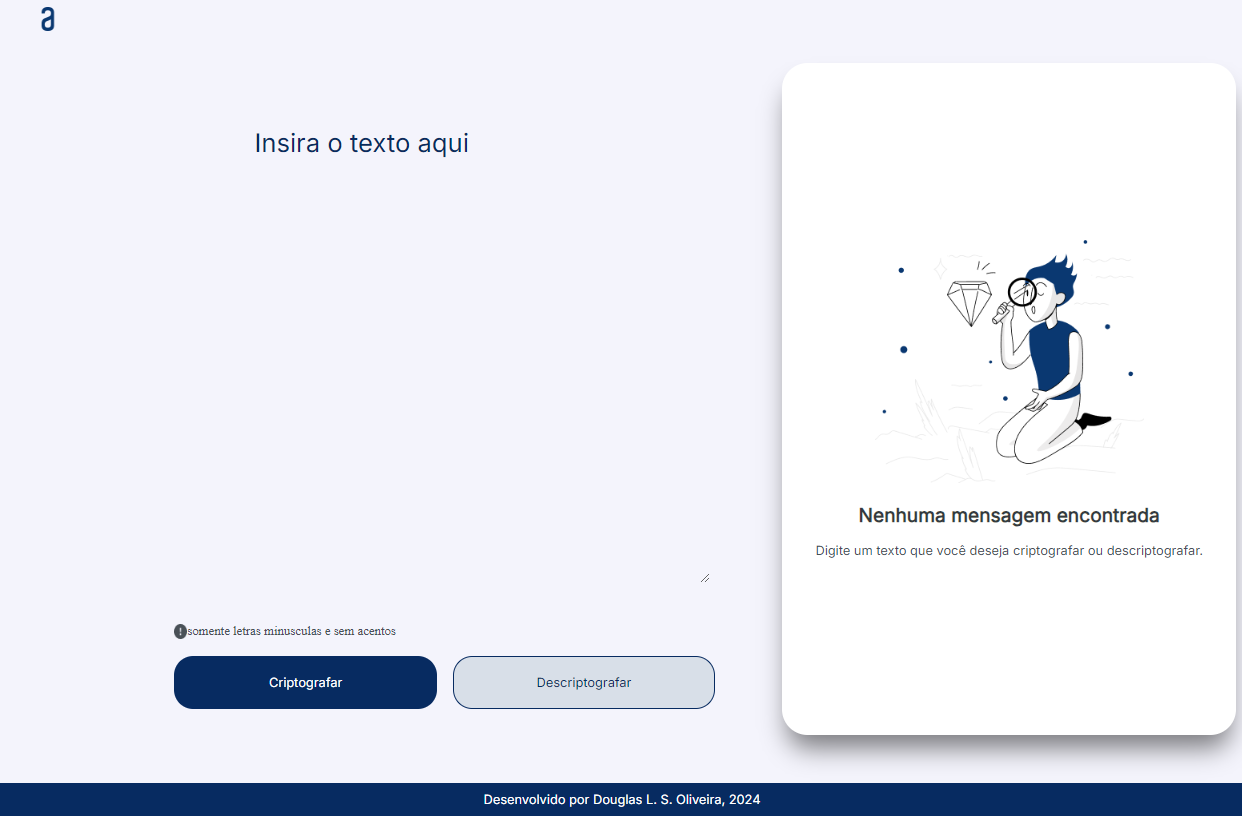 a
Insira o texto aqui
Nenhuma mensagem encontrada
Digite um texto que você deseja criptografar ou descriptografar.
!somente letras minusculas e sem acentos
Criptografar
Descriptografar
Desenvolvido por Douglas L. S. Oliveira, 2024